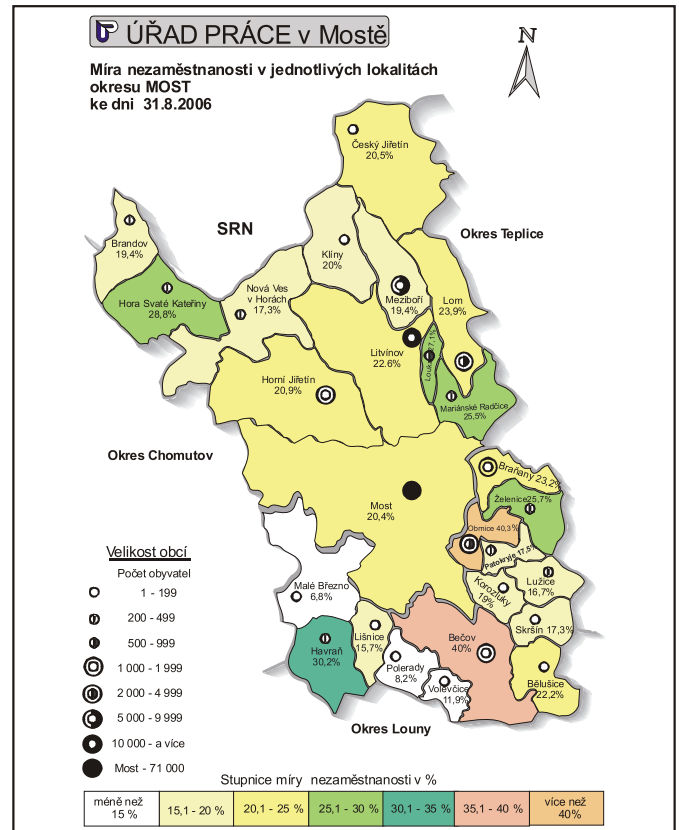 ÚŘAD PRÁCE v Mostě
N
Míra nezaměstnanosti v jednotlivých lokalitách
okresu MOST
ke dni 31.8.2006
Český Jiřetín
20,5%
SRN
Okres Teplice
Brandov
19,4%
Klíny
20%
Hora Svaté Kateřiny
28,8%
Nová Ves
v Horách
17,3%
Meziboří
19,4%
Lom
23,9%
Litvínov
22.6%
Louka 27,1%
Horní Jiřetín
20,9%
Mariánské Radčice
25,5%
Okres Chomutov
Braňany 23,2%
Most
20,4%
Želenice 25,7%
Obrnice 40,3%
Patokryje 17,5%
Lužice
16,7%
Korozluky
19%
Malé Březno
6,8%
Skršín 17,3%
Lišnice
15,7%
Havraň
30,2%
Bečov
40%
Polerady
8,2%
Volevčice
11,9%
Bělušice
22,2%
Okres Louny
Velikost obcí
Počet obyvatel
1 - 199
200 - 499
500 - 999
1 000 - 1 999
2 000 - 4 999
5 000 - 9 999
10 000 - a více
Most - 71 000
Stupnice míry nezaměstnanosti v %
méně než
15 %
15,1 - 20 %
20,1 - 25 %
25,1 - 30 %
30,1 - 35 %
35,1 - 40 %
více než
40%